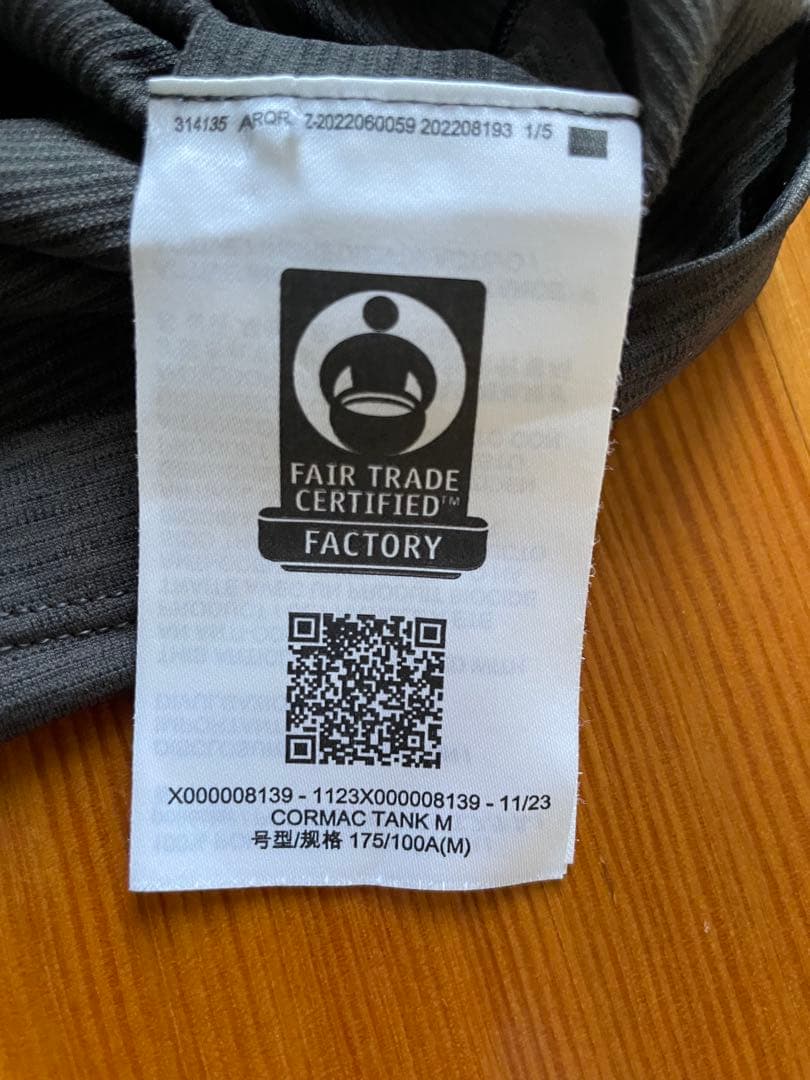 314135 ARQR Z-2022060059 202208193 1/5
FAIR TRADE
CERTIFIED™
FACTORY
X000008139 - 1123X000008139 - 11/23
CORMAC TANK M
号型/规格 175/100A(M)